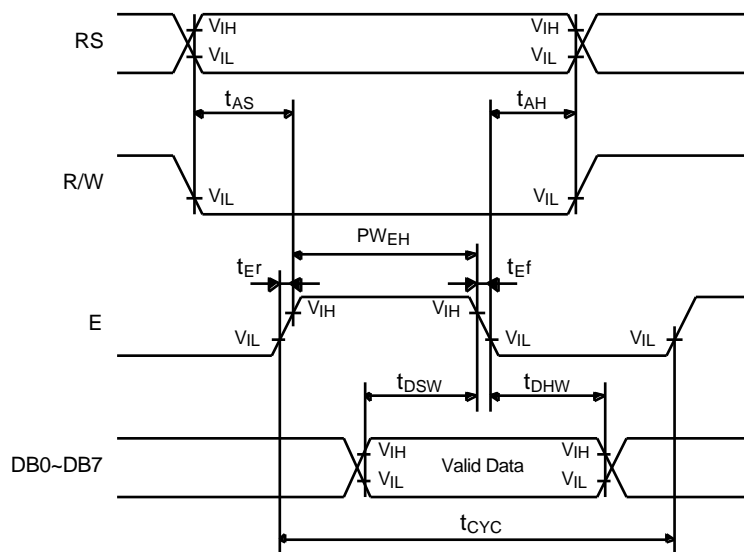 RS
VIH
VIH
VIL
VIL
tAS
tAH
R/W
VIL
VIL
PWEH
tEr
tEf
E
VIH
VIH
VIL
VIL
VIL
tDSW
tDHW
DB0~DB7
VIH
Valid Data
VIH
VIL
VIL
tCYC